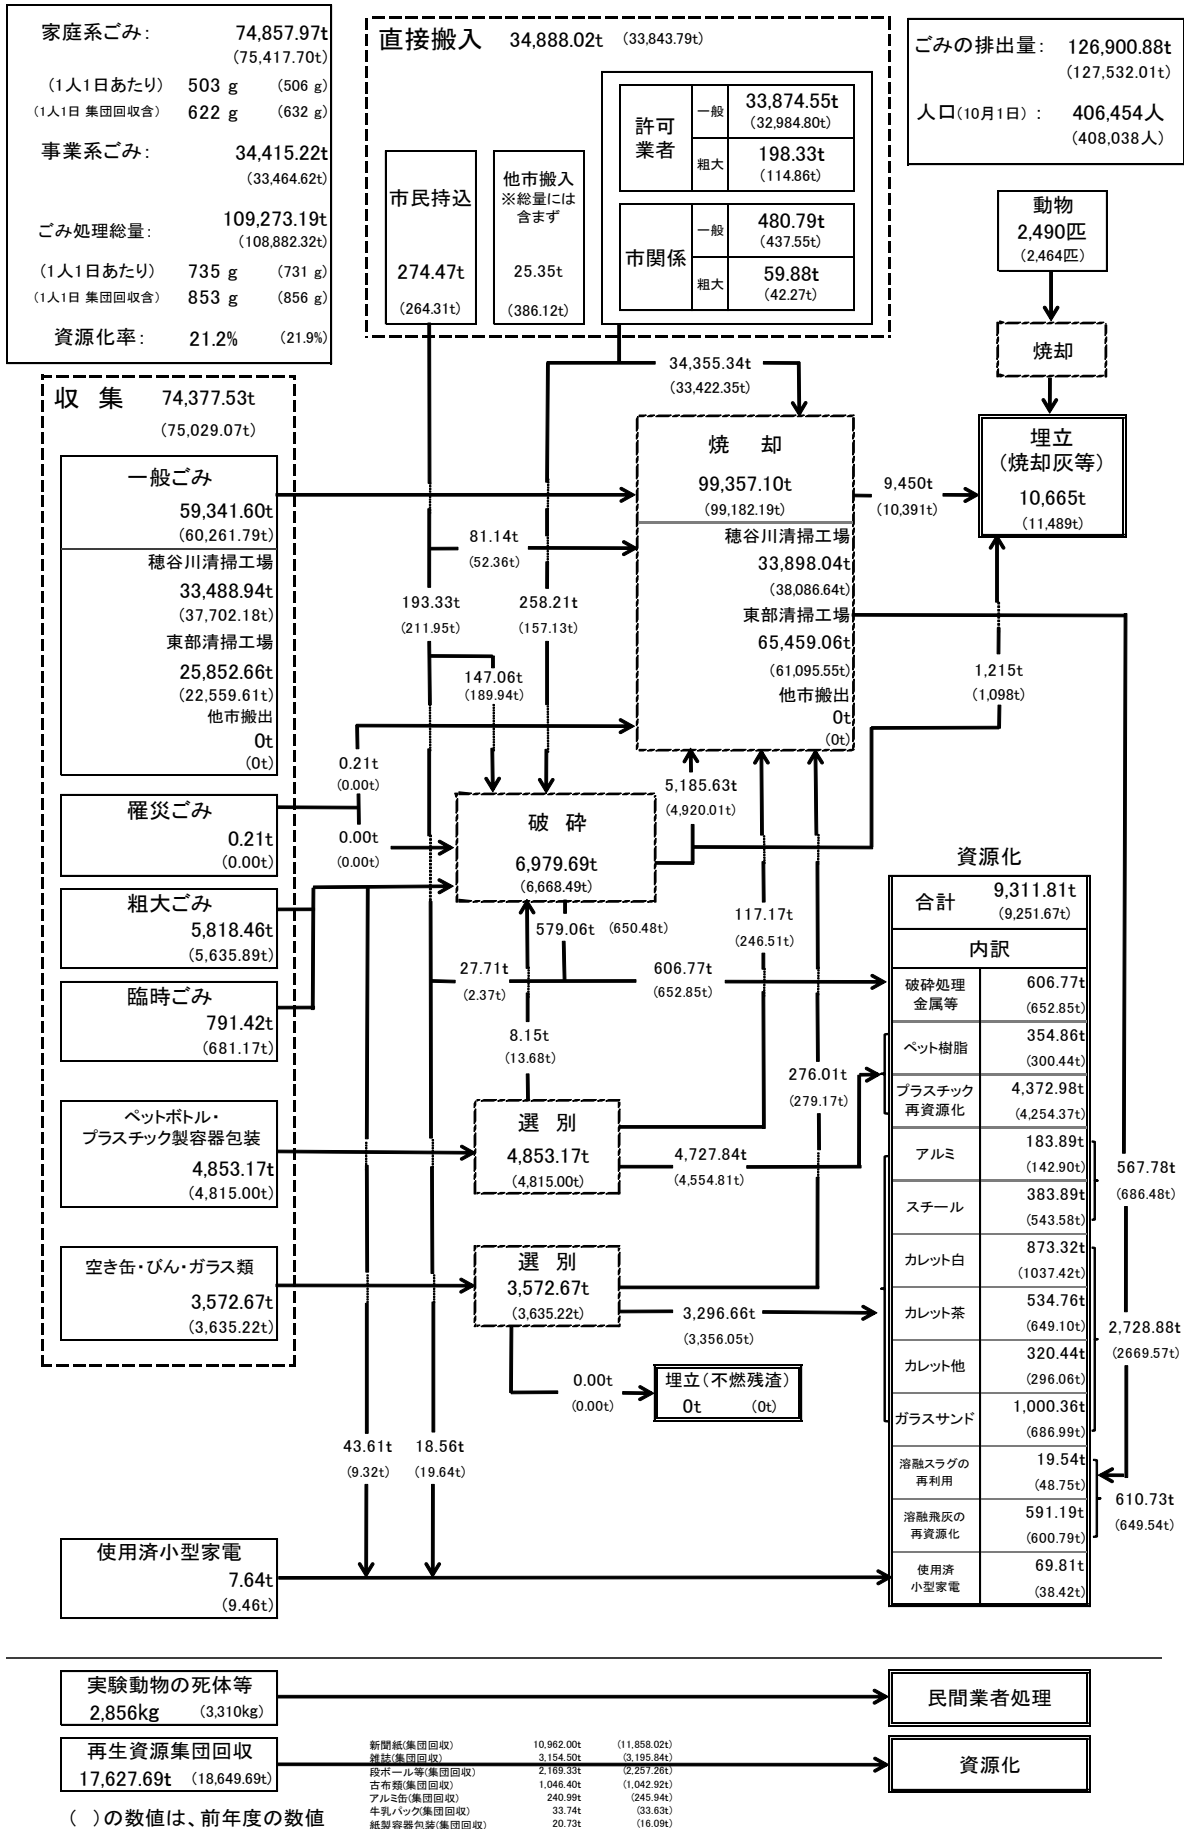 家庭系ごみ: 74,857.97t
(75,417.70t)
(1人1日あたり) 503 g (506 g)
(1人1日 集団回収含) 622 g (632 g)
事業系ごみ: 34,415.22t
(33,464.62t)
ごみ処理総量: 109,273.19t
(108,882.32t)
(1人1日あたり) 735 g (731 g)
(1人1日 集団回収含) 853 g (856 g)
資源化率: 21.2% (21.9%)
直接搬入 34,888.02t (33,843.79t)
市民持込
274.47t
(264.31t)
他市搬入
※総量には
含まず
25.35t
(386.12t)
許可
業者
一般 33,874.55t
(32,984.80t)
粗大 198.33t
(114.86t)
市関係
一般 480.79t
(437.55t)
粗大 59.88t
(42.27t)
ごみの排出量: 126,900.88t
(127,532.01t)
人口(10月1日) : 406,454人
(408,038人)
動物
2,490匹
(2,464匹)
焼却
埋立
(焼却灰等)
10,665t
(11,489t)
34,355.34t
(33,422.35t)
収 集 74,377.53t
(75,029.07t)
一般ごみ
59,341.60t
(60,261.79t)
穂谷川清掃工場
33,488.94t
(37,702.18t)
東部清掃工場
25,852.66t
(22,559.61t)
他市搬出
0t
(0t)
焼 却
99,357.10t
(99,182.19t)
穂谷川清掃工場
33,898.04t
(38,086.64t)
東部清掃工場
65,459.06t
(61,095.55t)
他市搬出
0t
(0t)
9,450t
(10,391t)
81.14t
(52.36t)
193.33t
(211.95t)
258.21t
(157.13t)
147.06t
(189.94t)
1,215t
(1,098t)
0.21t
(0.00t)
0.00t
(0.00t)
5,185.63t
(4,920.01t)
罹災ごみ
0.21t
(0.00t)
粗大ごみ
5,818.46t
(5,635.89t)
臨時ごみ
791.42t
(681.17t)
破 砕
6,979.69t
(6,668.49t)
579.06t (650.48t)
27.71t
(2.37t)
606.77t
(652.85t)
117.17t
(246.51t)
8.15t
(13.68t)
276.01t
(279.17t)
ペットボトル・
プラスチック製容器包装
4,853.17t
(4,815.00t)
選 別
4,853.17t
(4,815.00t)
4,727.84t
(4,554.81t)
空き缶・びん・ガラス類
3,572.67t
(3,635.22t)
選 別
3,572.67t
(3,635.22t)
3,296.66t
(3,356.05t)
0.00t
(0.00t)
埋立(不燃残渣)
0t (0t)
43.61t
(9.32t)
18.56t
(19.64t)
使用済小型家電
7.64t
(9.46t)
資源化
合計 9,311.81t
(9,251.67t)
内訳
破砕処理
金属等
606.77t
(652.85t)
ペット樹脂 354.86t
(300.44t)
プラスチック
再資源化
4,372.98t
(4,254.37t)
アルミ 183.89t
(142.90t)
スチール 383.89t
(543.58t)
カレット白 873.32t
(1037.42t)
カレット茶 534.76t
(649.10t)
カレット他 320.44t
(296.06t)
ガラスサンド 1,000.36t
(686.99t)
溶融スラグの
再利用
19.54t
(48.75t)
溶融飛灰の
再資源化
591.19t
(600.79t)
使用済
小型家電
69.81t
(38.42t)
567.78t
(686.48t)
2,728.88t
(2669.57t)
610.73t
(649.54t)
実験動物の死体等
2,856kg (3,310kg)
民間業者処理
再生資源集団回収
17,627.69t (18,649.69t)
新聞紙(集団回収) 10,962.00t (11,858.02t)
雑誌(集団回収) 3,154.50t (3,195.84t)
段ボール等(集団回収) 2,169.33t (2,257.26t)
古布類(集団回収) 1,046.40t (1,042.92t)
アルミ缶(集団回収) 240.99t (245.94t)
牛乳パック(集団回収) 33.74t (33.63t)
紙製容器包装(集団回収) 20.73t (16.09t)
資源化
( )の数値は、前年度の数値